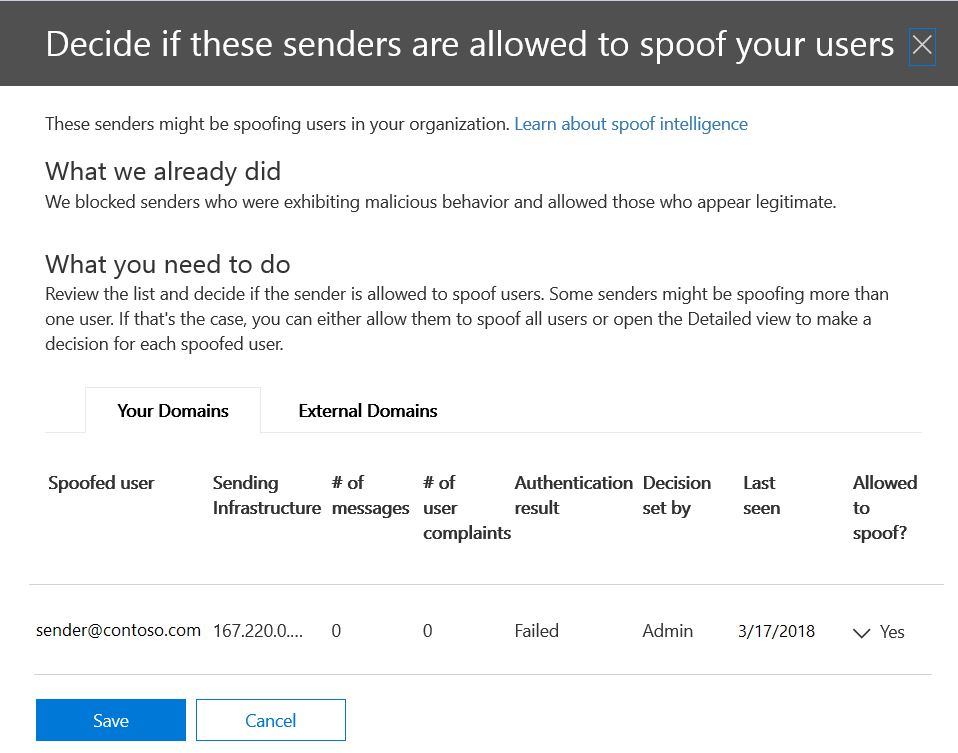 Decide if these senders are allowed to spoof your users
These senders might be spoofing users in your organization. Learn about spoof intelligence
What we already did
We blocked senders who were exhibiting malicious behavior and allowed those who appear legitimate.
What you need to do
Review the list and decide if the sender is allowed to spoof users. Some senders might be spoofing more than
one user. If that's the case, you can either allow them to spoof all users or open the Detailed view to make a
decision for each spoofed user.
Your Domains External Domains
Spoofed user Sending # of # of Authentication Decision Last Allowed
Infrastructure messages user result set by seen to
complaints spoof?
sender@contoso.com 167.220.0.... 0 0 Failed Admin 3/17/2018 Yes
Save Cancel